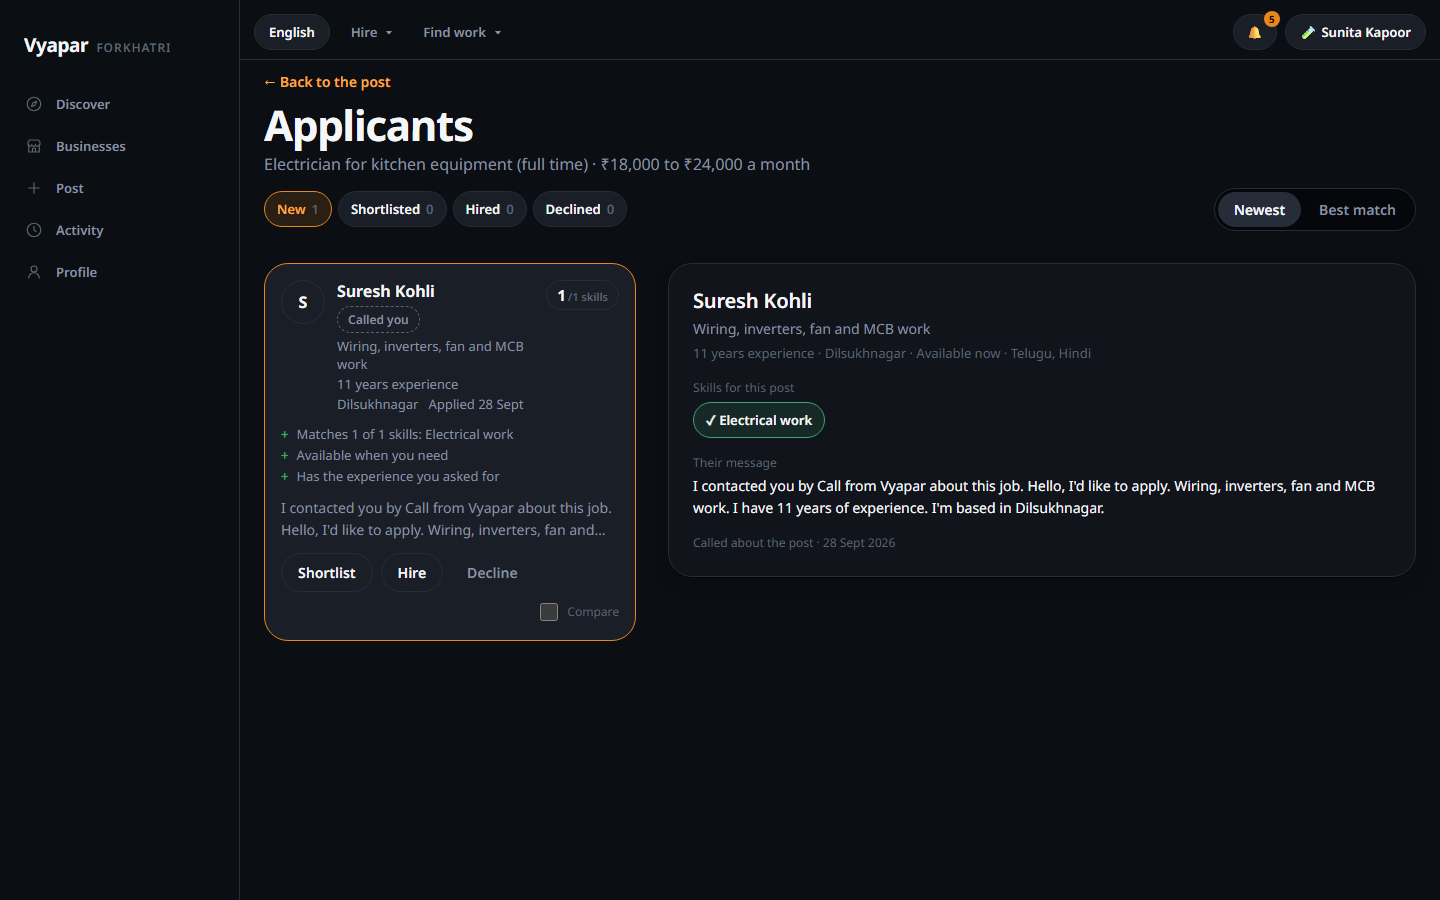 Vyapar FORKHATRI
Discover
Businesses
Post
Activity
Profile
English Hire Find work
5
Sunita Kapoor
← Back to the post
Applicants
Electrician for kitchen equipment (full time) · ₹18,000 to ₹24,000 a month
New 1 Shortlisted 0 Hired 0 Declined 0
Newest Best match
S
Suresh Kohli
1/1 skills
Called you
Wiring, inverters, fan and MCB
work
11 years experience
Dilsukhnagar Applied 28 Sept
+ Matches 1 of 1 skills: Electrical work
+ Available when you need
+ Has the experience you asked for
I contacted you by Call from Vyapar about this job.
Hello, I'd like to apply. Wiring, inverters, fan and...
Shortlist Hire Decline
Compare
Suresh Kohli
Wiring, inverters, fan and MCB work
11 years experience · Dilsukhnagar · Available now · Telugu, Hindi
Skills for this post
✓ Electrical work
Their message
I contacted you by Call from Vyapar about this job. Hello, I'd like to apply. Wiring, inverters, fan and MCB
work. I have 11 years of experience. I'm based in Dilsukhnagar.
Called about the post · 28 Sept 2026